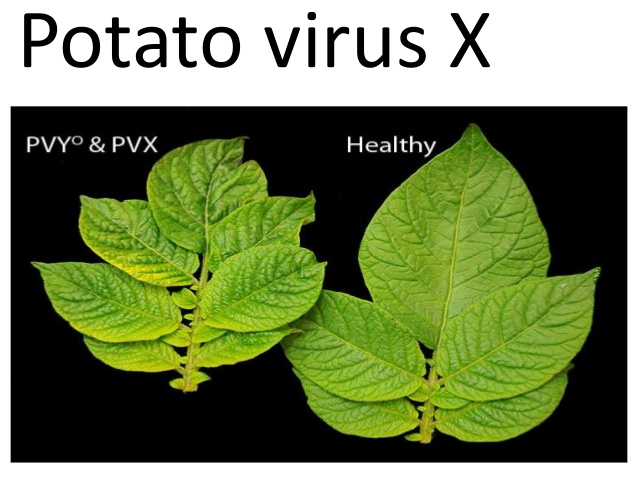 Potato virus X
PVYᴼ & PVX
Healthy